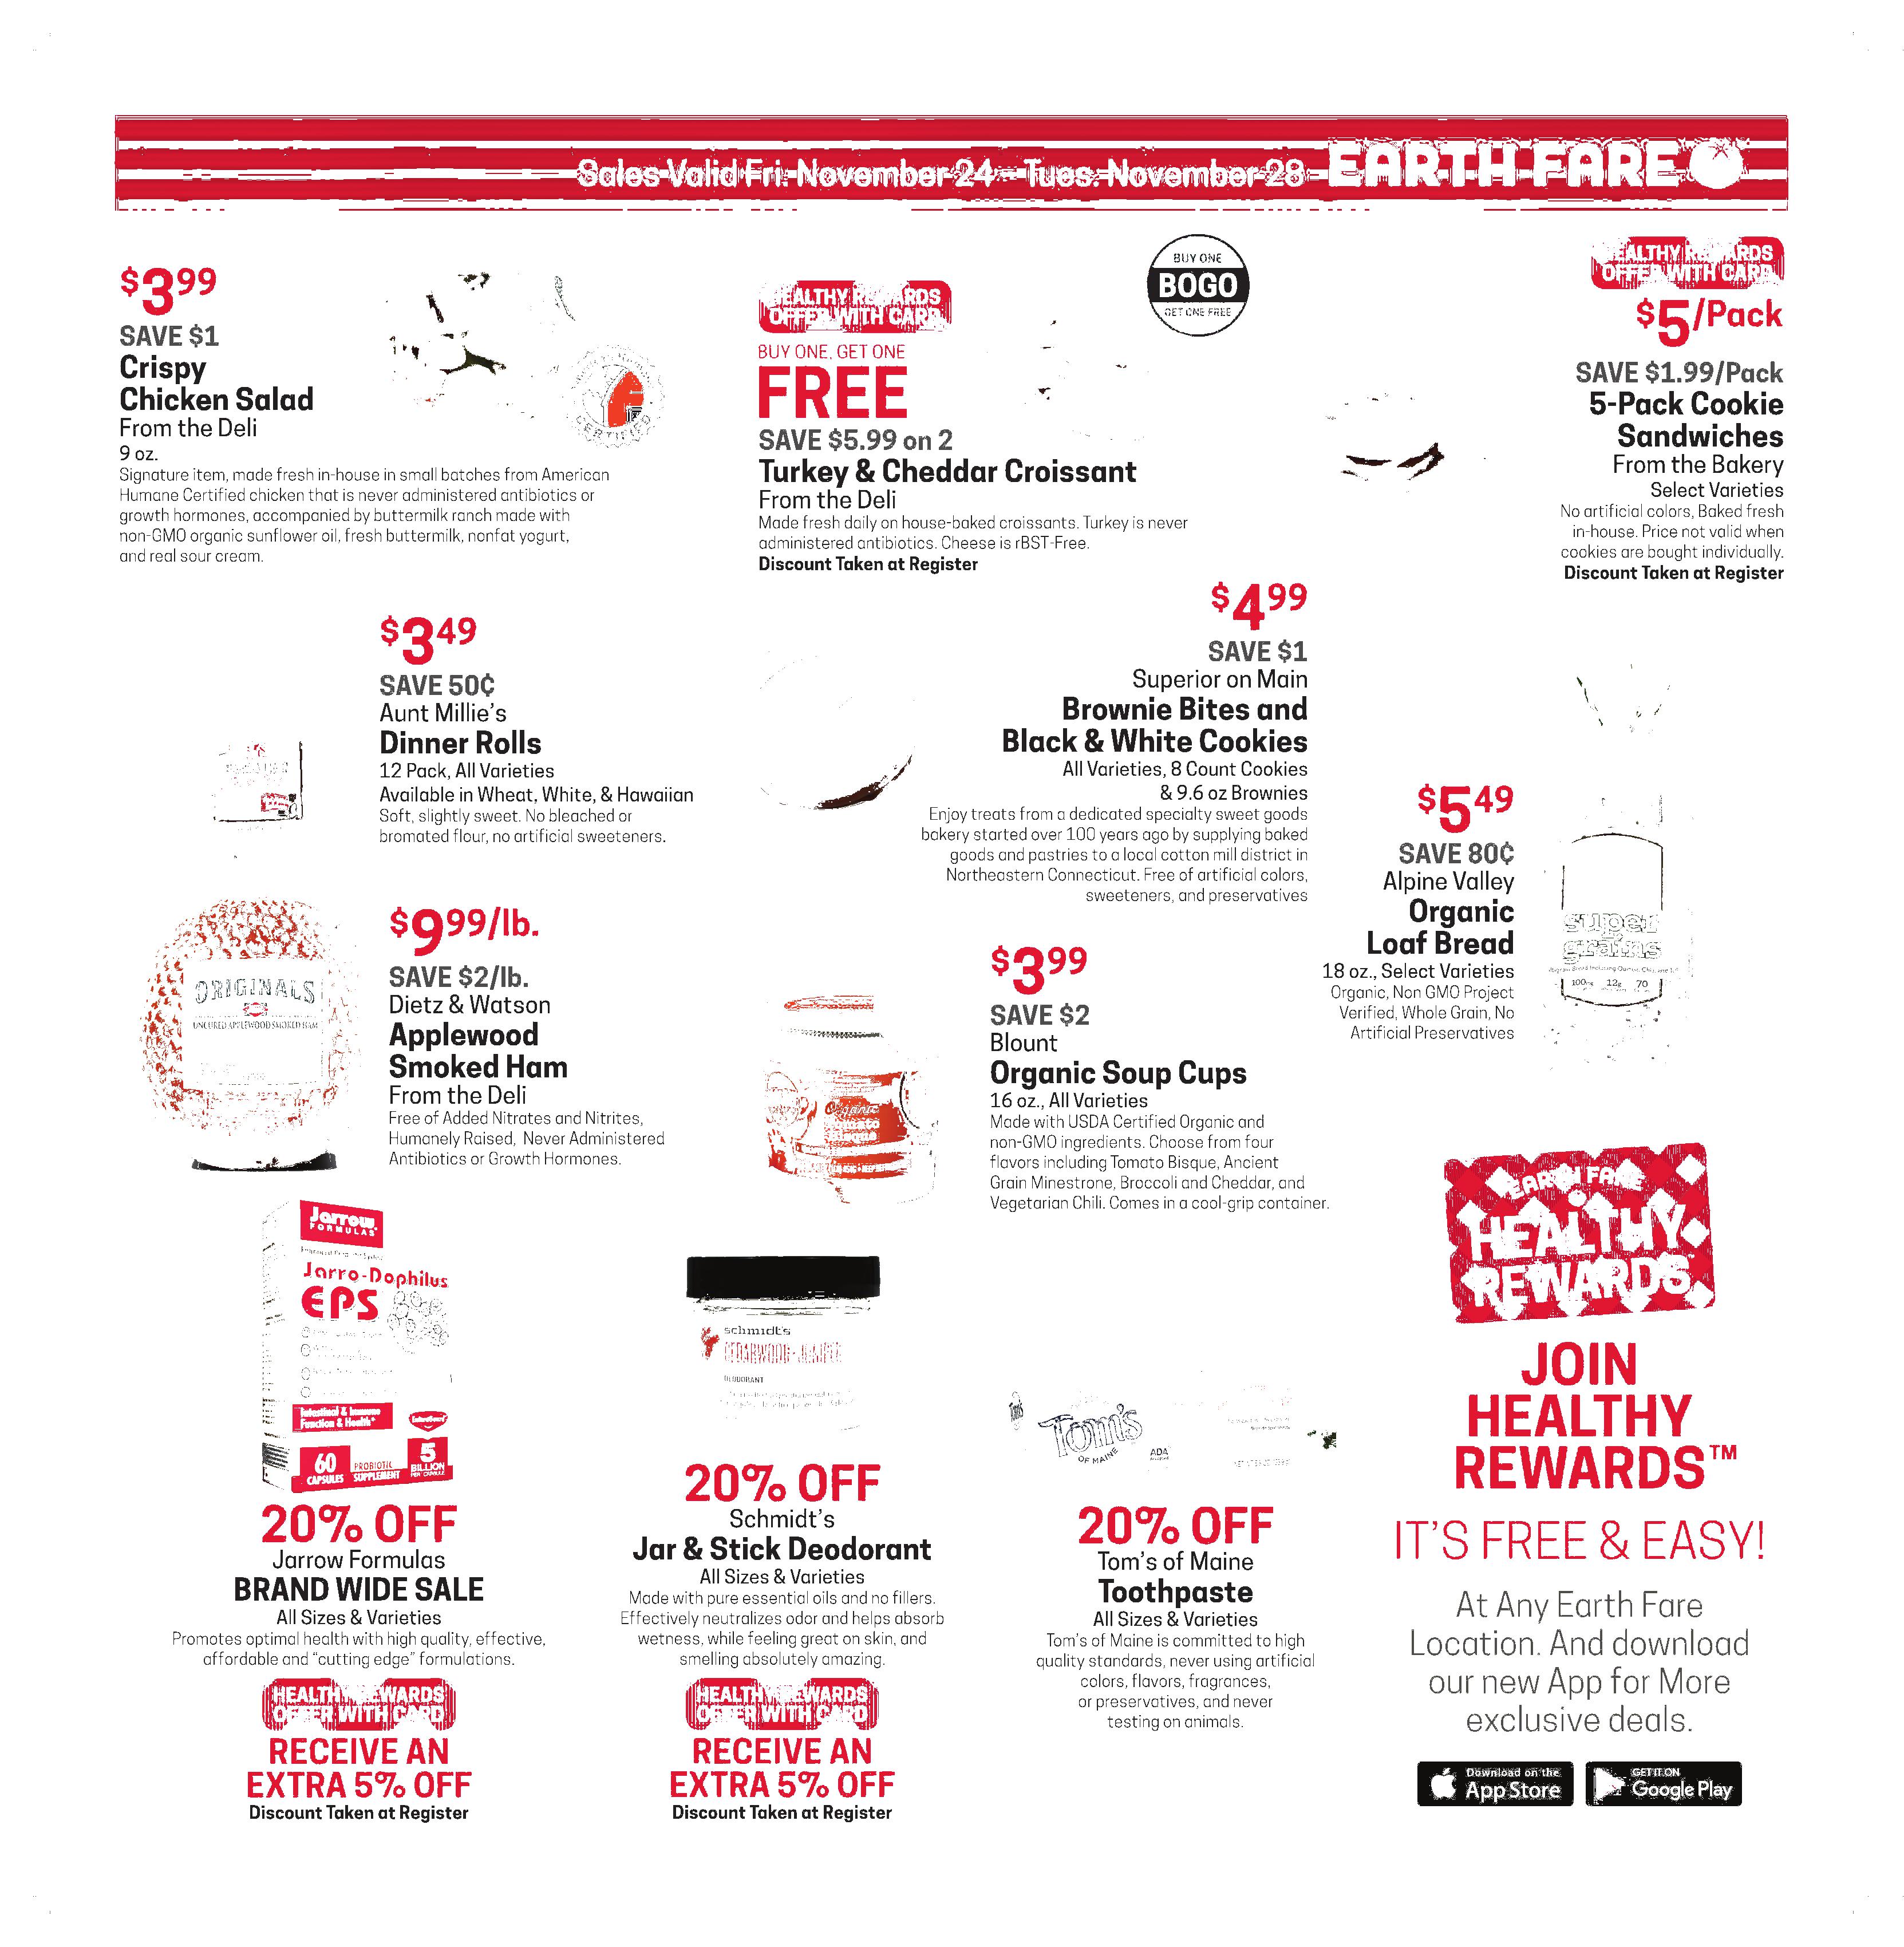 Sales Valid Fri. November 24 – Tues. November 28 EARTH FARE
$3.99
SAVE $1
Crispy
Chicken Salad
From the Deli
9 oz.
Signature item, made fresh in-house in small batches from American
Humane Certified chicken that is never administered antibiotics or
growth hormones, accompanied by buttermilk ranch made with
non-GMO organic sunflower oil, fresh buttermilk, nonfat yogurt,
and real sour cream.
CERTIFIED
HEALTHY REWARDS
OFFER WITH CARD
BUY ONE, GET ONE
FREE
SAVE $5.99 on 2
Turkey & Cheddar Croissant
From the Deli
Made fresh daily on house-baked croissants. Turkey is never
administered antibiotics. Cheese is rBST-Free.
Discount Taken at Register
BUY ONE
BOGO
GET ONE FREE
HEALTHY REWARDS
OFFER WITH CARD
$5/Pack
SAVE $1.99/Pack
5-Pack Cookie
Sandwiches
From the Bakery
Select Varieties
No artificial colors, Baked fresh
in-house. Price not valid when
cookies are bought individually.
Discount Taken at Register
$3.49
SAVE 50¢
Aunt Millie's
Dinner Rolls
12 Pack, All Varieties
Available in Wheat, White, & Hawaiian
Soft, slightly sweet. No bleached or
bromated flour, no artificial sweeteners.
$4.99
SAVE $1
Superior on Main
Brownie Bites and
Black & White Cookies
All Varieties, 8 Count Cookies
& 9.6 oz Brownies
Enjoy treats from a dedicated specialty sweet goods
bakery started over 100 years ago by supplying baked
goods and pastries to a local cotton mill district in
Northeastern Connecticut. Free of artificial colors,
sweeteners, and preservatives
$5.49
SAVE 80¢
Alpine Valley
Organic
Loaf Bread
18 oz., Select Varieties
Organic, Non GMO Project
Verified, Whole Grain, No
Artificial Preservatives
super
grains
100mg 12g 70
ORIGINALS
UNCURED APPLEWOOD SMOKED HAM
$9.99/lb.
SAVE $2/lb.
Dietz & Watson
Applewood
Smoked Ham
From the Deli
Free of Added Nitrates and Nitrites,
Humanely Raised, Never Administered
Antibiotics or Growth Hormones.
Organic
$3.99
SAVE $2
Blount
Organic Soup Cups
16 oz., All Varieties
Made with USDA Certified Organic and
non-GMO ingredients. Choose from four
flavors including Tomato Bisque, Ancient
Grain Minestrone, Broccoli and Cheddar, and
Vegetarian Chili. Comes in a cool-grip container.
Jarrow
FORMULAS
Jarro-Dophilus
EPS
Intestinal & Immune
Function & Health*
60
CAPSULES
PROBIOTIC
SUPPLEMENT
5
BILLION
PER CAPSULE
20% OFF
Jarrow Formulas
BRAND WIDE SALE
All Sizes & Varieties
Promotes optimal health with high quality, effective,
affordable and "cutting edge" formulations.
HEALTHY REWARDS
OFFER WITH CARD
RECEIVE AN
EXTRA 5% OFF
Discount Taken at Register
schmidt's
CEDARWOOD + JUNIPER
DEODORANT
20% OFF
Schmidt's
Jar & Stick Deodorant
All Sizes & Varieties
Made with pure essential oils and no fillers.
Effectively neutralizes odor and helps absorb
wetness, while feeling great on skin, and
smelling absolutely amazing.
HEALTHY REWARDS
OFFER WITH CARD
RECEIVE AN
EXTRA 5% OFF
Discount Taken at Register
Tom's
OF MAINE
ADA
20% OFF
Tom's of Maine
Toothpaste
All Sizes & Varieties
Tom's of Maine is committed to high
quality standards, never using artificial
colors, flavors, fragrances,
or preservatives, and never
testing on animals.
EARTH FARE
HEALTHY
REWARDS
JOIN
HEALTHY
REWARDS™
IT'S FREE & EASY!
At Any Earth Fare
Location. And download
our new App for More
exclusive deals.
Download on the
App Store
GET IT ON
Google Play